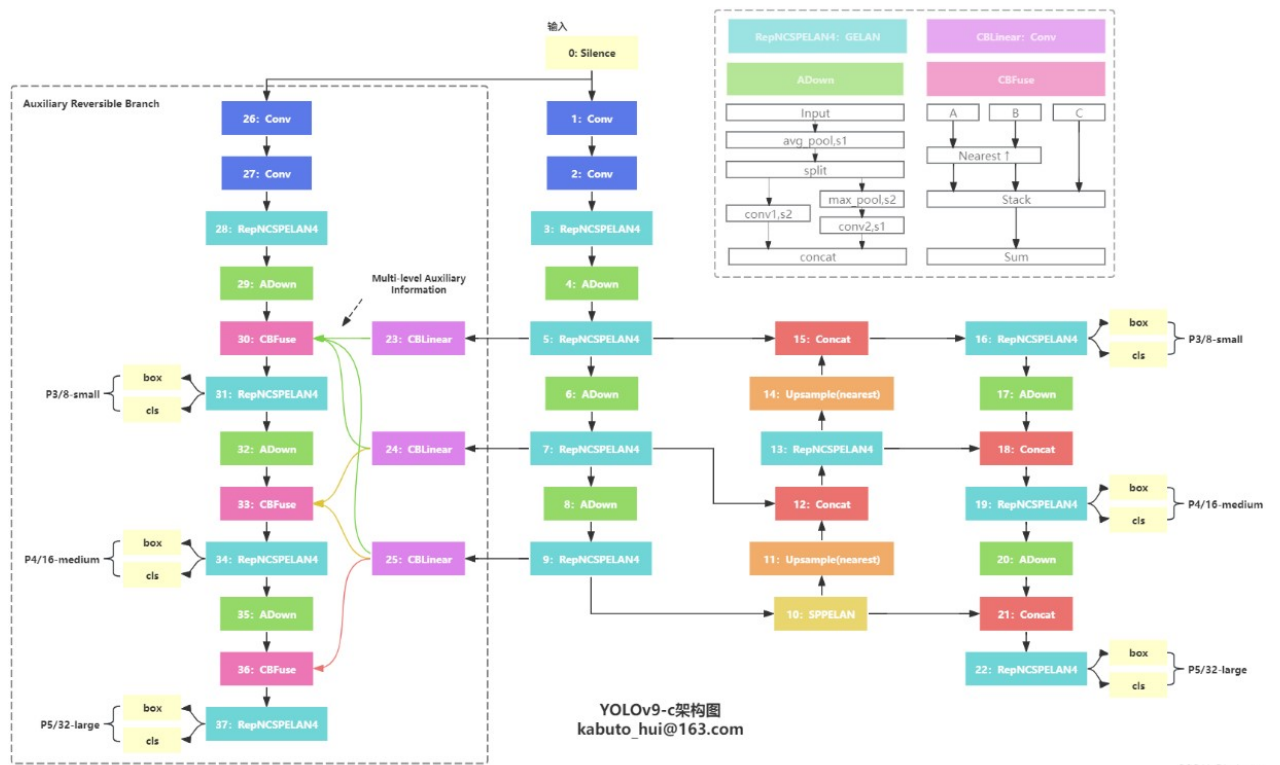 输入
0: Silence
Auxiliary Reversible Branch
26: Conv
27: Conv
28: RepNCSPELAN4
29: ADown
Multi-level Auxiliary
Information
30: CBFuse
23: CBLinear
31: RepNCSPELAN4
box
cls
P3/8-small
32: ADown
24: CBLinear
33: CBFuse
34: RepNCSPELAN4
box
cls
P4/16-medium
25: CBLinear
35: ADown
36: CBFuse
37: RepNCSPELAN4
box
cls
P5/32-large
1: Conv
2: Conv
3: RepNCSPELAN4
4: ADown
5: RepNCSPELAN4
6: ADown
7: RepNCSPELAN4
8: ADown
9: RepNCSPELAN4
15: Concat
14: Upsample(nearest)
13: RepNCSPELAN4
12: Concat
11: Upsample(nearest)
10: SPPELAN
16: RepNCSPELAN4
box
cls
P3/8-small
17: ADown
18: Concat
19: RepNCSPELAN4
box
cls
P4/16-medium
20: ADown
21: Concat
22: RepNCSPELAN4
box
cls
P5/32-large
RepNCSPELAN4: GELAN
CBLinear: Conv
ADown
CBFuse
Input
avg_pool,s1
split
conv1,s2
max_pool,s2
conv2,s1
concat
A
B
C
Nearest↑
Stack
Sum
YOLOv9-c架构图
kabuto_hui@163.com